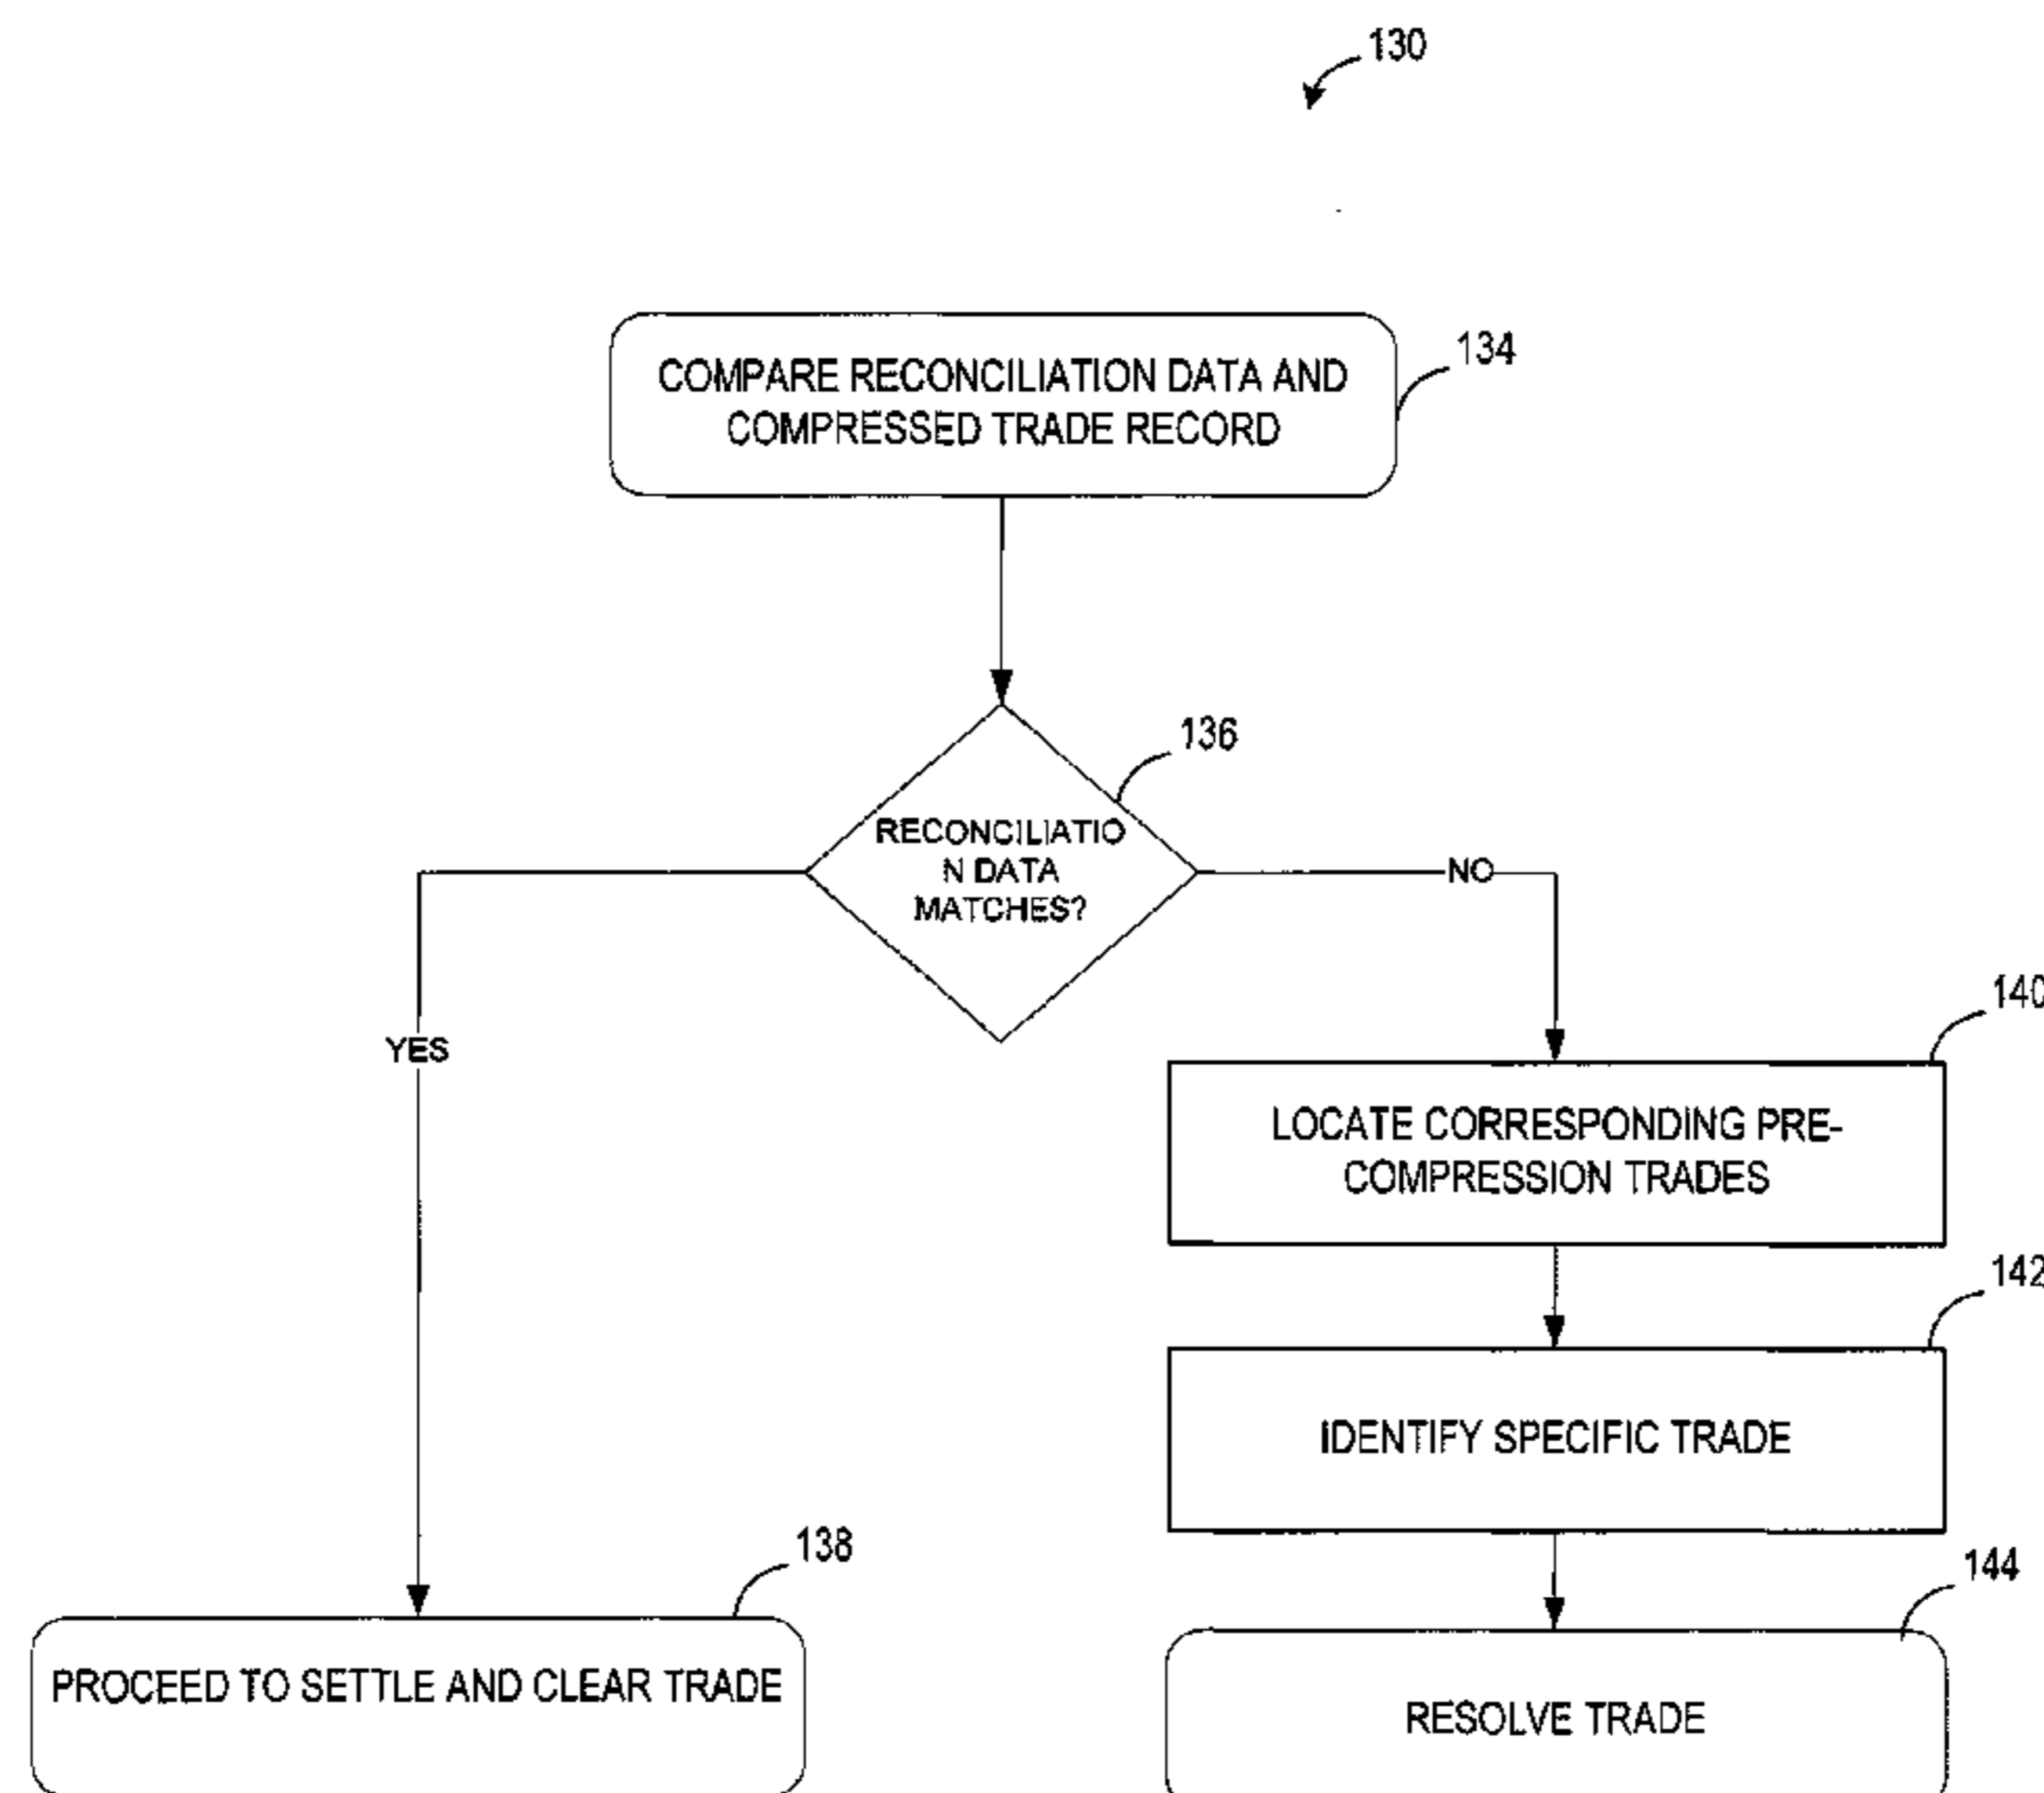 130
134
COMPARE RECONCILIATION DATA AND
COMPRESSED TRADE RECORD
136
RECONCILIATIO
N DATA
MATCHES?
NO
YES
140
LOCATE CORRESPONDING PRE-
COMPRESSION TRADES
142
IDENTIFY SPECIFIC TRADE
138
PROCEED TO SETTLE AND CLEAR TRADE
144
RESOLVE TRADE